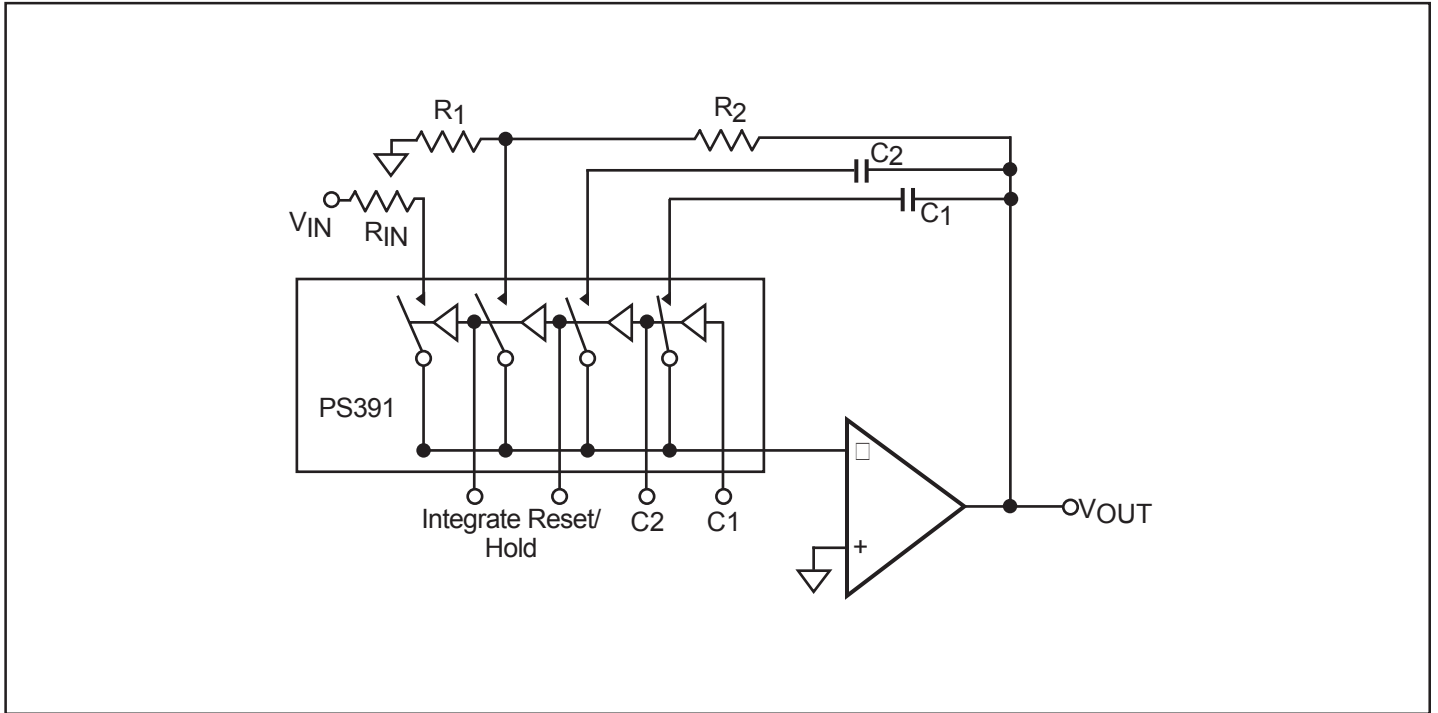 R1
R2
C2
C1
VIN
RIN
PS391
Integrate Reset/
Hold
C2
C1
+
VOUT